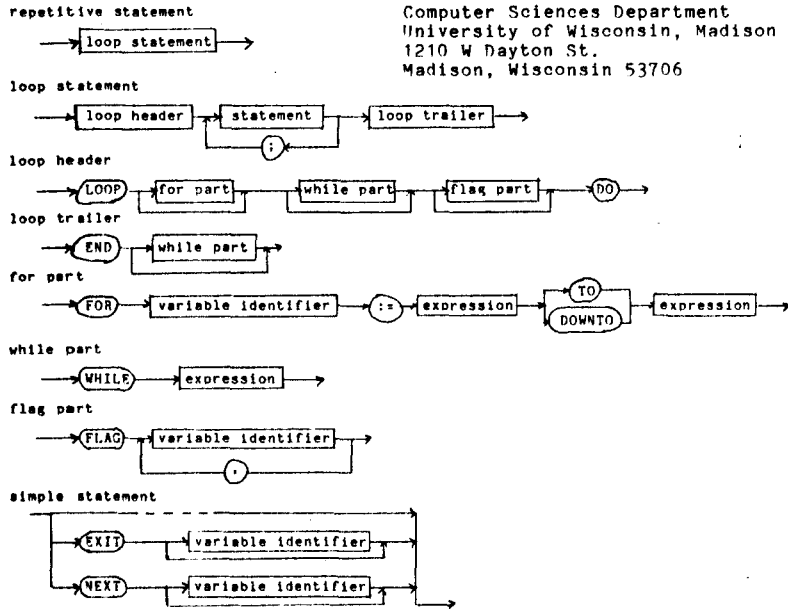 repetitive statement
loop statement
Computer Sciences Department
University of Wisconsin, Madison
1210 W Dayton St.
Madison, Wisconsin 53706
loop statement
loop header statement loop trailer
;
loop header
LOOP for part while part flag part DO
loop trailer
END while part
for part
FOR variable identifier := expression TO DOWNTO expression
while part
WHILE expression
flag part
FLAG variable identifier
,
simple statement
EXIT variable identifier
NEXT variable identifier